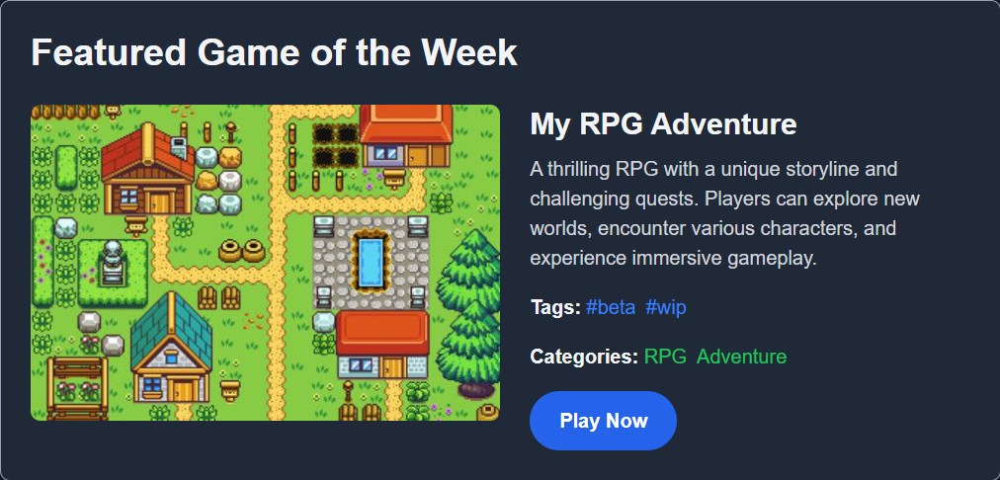 Featured Game of the Week
My RPG Adventure
A thrilling RPG with a unique storyline and
challenging quests. Players can explore new
worlds, encounter various characters, and
experience immersive gameplay.
Tags: #beta #wip
Categories: RPG Adventure
Play Now